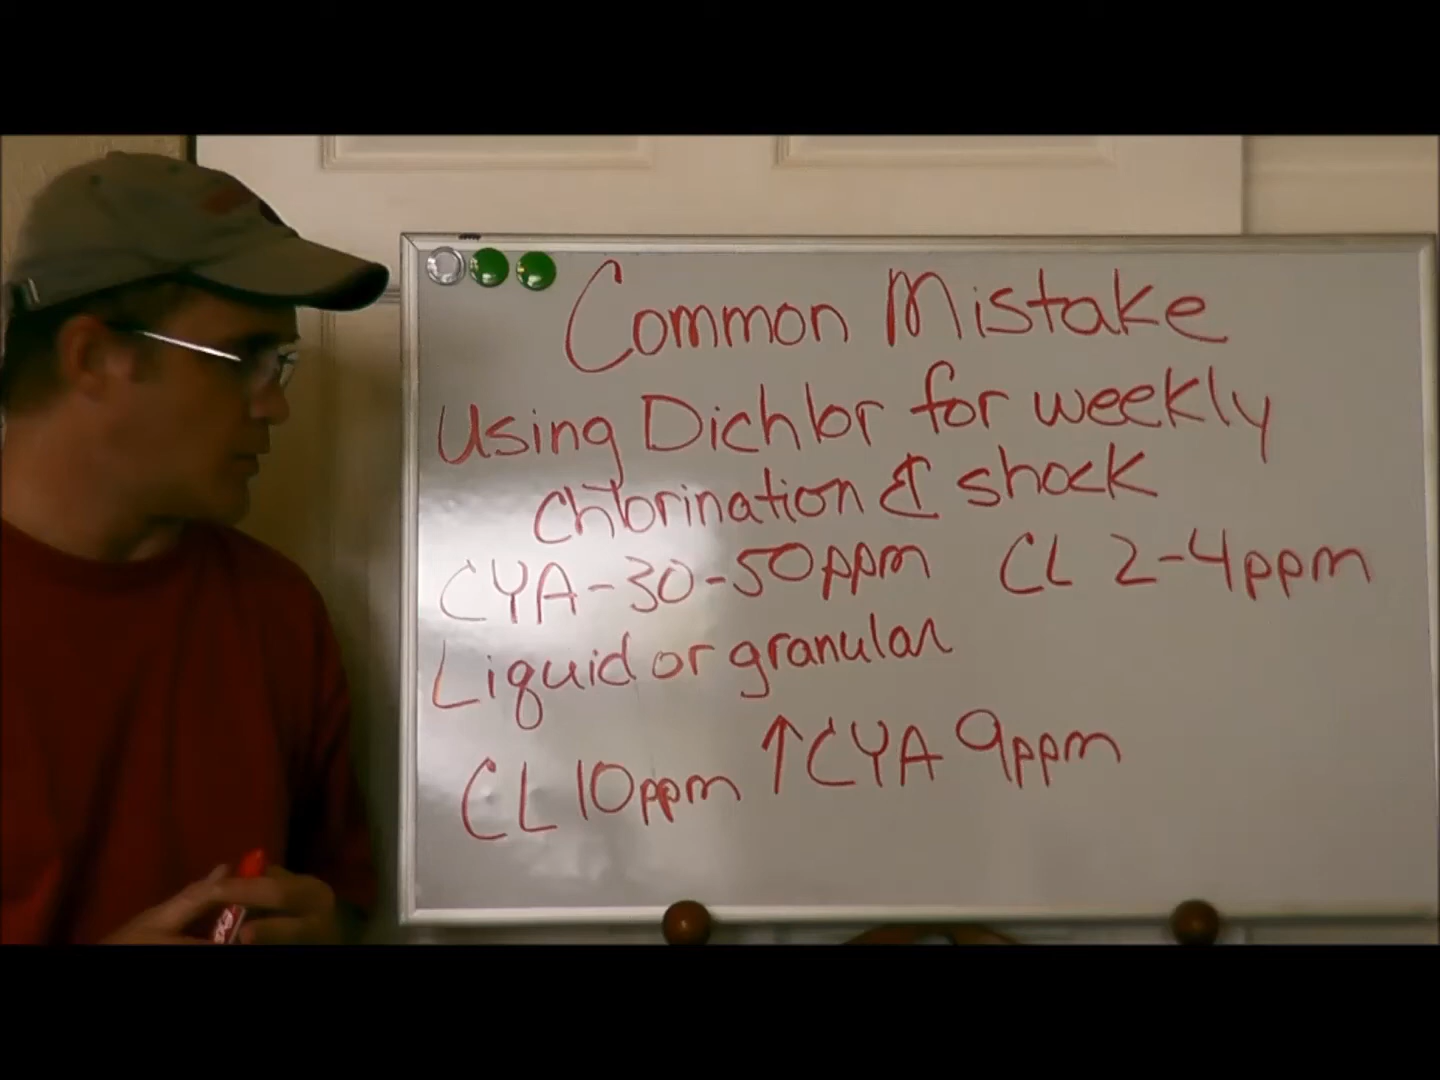 Common Mistake
Using Dichlor for weekly
Chlorination & shock
CYA-30-50ppm CL 2-4ppm
Liquid or granular
CL 10ppm ↑CYA 9ppm